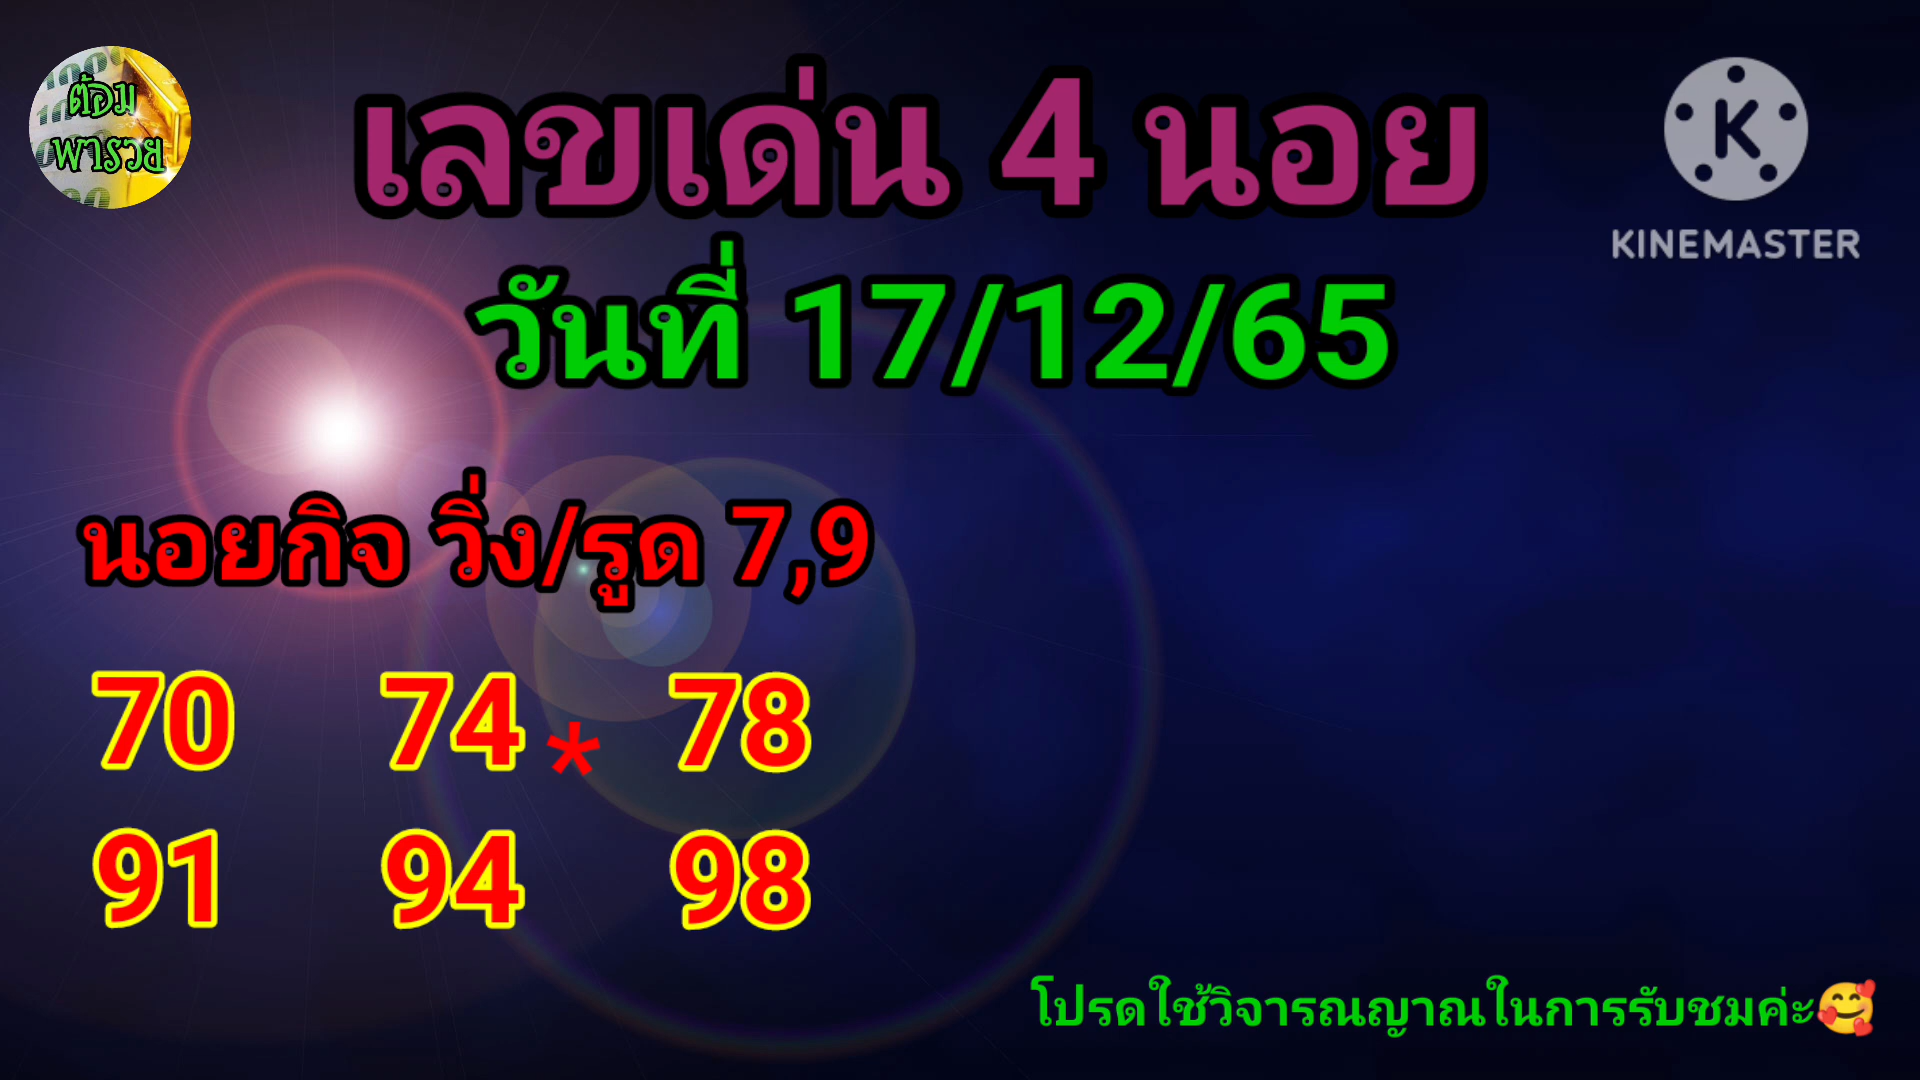 ต้อม
พารวย
เลขเด่น 4 นอย
KINEMASTER
วันที่ 17/12/65
นอยกิจ วิ่ง/รูด 7,9
70 74 * 78
91 94 98
โปรดใช้วิจารณญาณในการรับชมค่ะ🥰